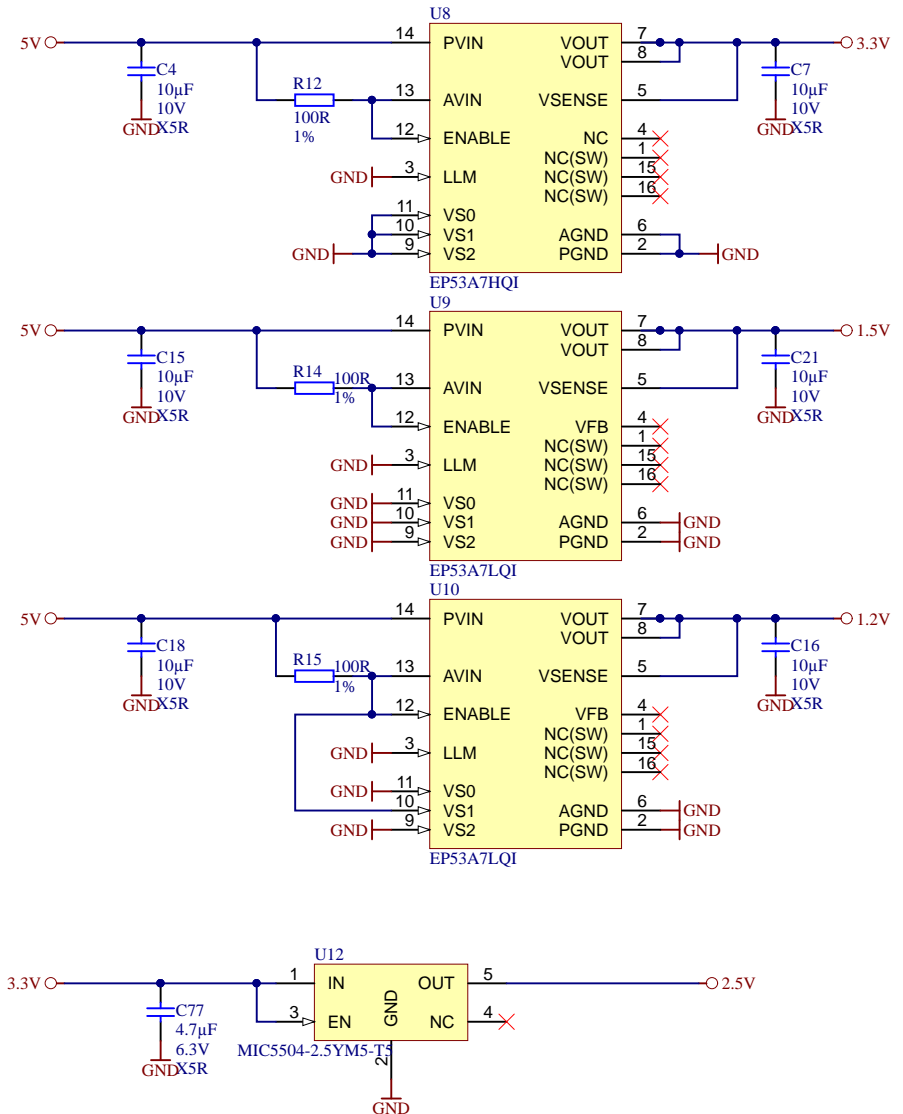 U8
5V
14
PVIN
VOUT
7
3.3V
VOUT
8
C4
10µF
10V
X5R
GND
R12
100R
1%
13
AVIN
VSENSE
5
C7
10µF
10V
X5R
GND
12
ENABLE
NC
4
NC(SW)
1
GND
3
LLM
NC(SW)
15
NC(SW)
16
11
VS0
10
VS1
AGND
6
GND
9
VS2
PGND
2
GND
EP53A7HQI
U9
5V
14
PVIN
VOUT
7
1.5V
VOUT
8
C15
10µF
10V
X5R
GND
R14
100R
1%
13
AVIN
VSENSE
5
C21
10µF
10V
X5R
GND
12
ENABLE
VFB
4
NC(SW)
1
GND
3
LLM
NC(SW)
15
NC(SW)
16
GND
11
VS0
GND
10
VS1
AGND
6
GND
GND
9
VS2
PGND
2
GND
EP53A7LQI
U10
5V
14
PVIN
VOUT
7
1.2V
VOUT
8
C18
10µF
10V
X5R
GND
R15
100R
1%
13
AVIN
VSENSE
5
C16
10µF
10V
X5R
GND
12
ENABLE
VFB
4
NC(SW)
1
GND
3
LLM
NC(SW)
15
NC(SW)
16
GND
11
VS0
10
VS1
AGND
6
GND
GND
9
VS2
PGND
2
GND
EP53A7LQI
U12
3.3V
1
IN
OUT
5
2.5V
C77
4.7µF
6.3V
X5R
GND
3
EN
GND
NC
4
MIC5504-2.5YM5-T5
2
GND